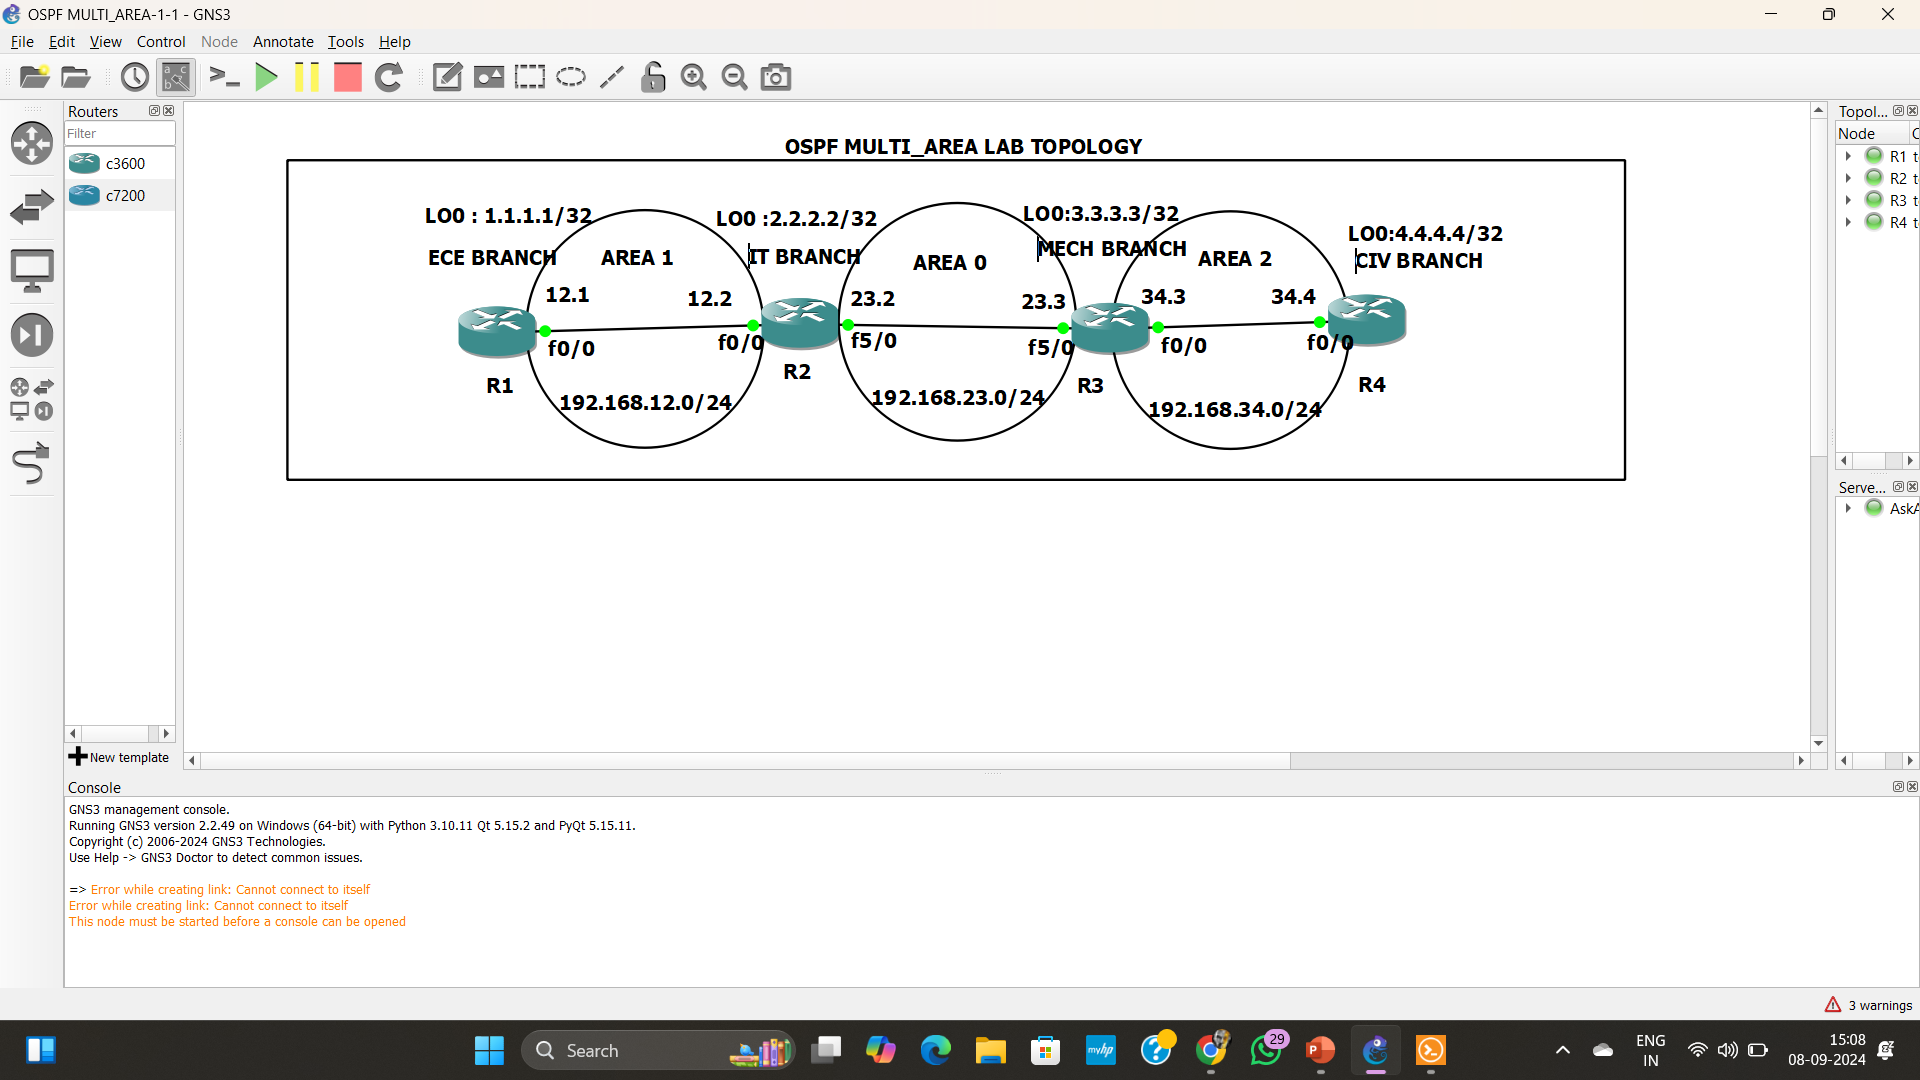 OSPF MULTI_AREA-1-1 - GNS3
File Edit View Control Node Annotate Tools Help
Routers
Filter
c3600
c7200
New template
OSPF MULTI_AREA LAB TOPOLOGY
LO0 : 1.1.1.1/32
LO0 :2.2.2.2/32
LO0:3.3.3.3/32
LO0:4.4.4.4/32
ECE BRANCH
AREA 1
IT BRANCH
AREA 0
MECH BRANCH
AREA 2
CIV BRANCH
12.1
12.2
23.2
23.3
34.3
34.4
f0/0
f0/0
f5/0
f5/0
f0/0
f0/0
R1
R2
R3
R4
192.168.12.0/24
192.168.23.0/24
192.168.34.0/24
Topol...
Node C
R1 t
R2 t
R3 t
R4 t
Serve...
AskA
Console
GNS3 management console.
Running GNS3 version 2.2.49 on Windows (64-bit) with Python 3.10.11 Qt 5.15.2 and PyQt 5.15.11.
Copyright (c) 2006-2024 GNS3 Technologies.
Use Help -> GNS3 Doctor to detect common issues.
=> Error while creating link: Cannot connect to itself
Error while creating link: Cannot connect to itself
This node must be started before a console can be opened
3 warnings
Search
myhp
29
ENG
IN
15:08
08-09-2024